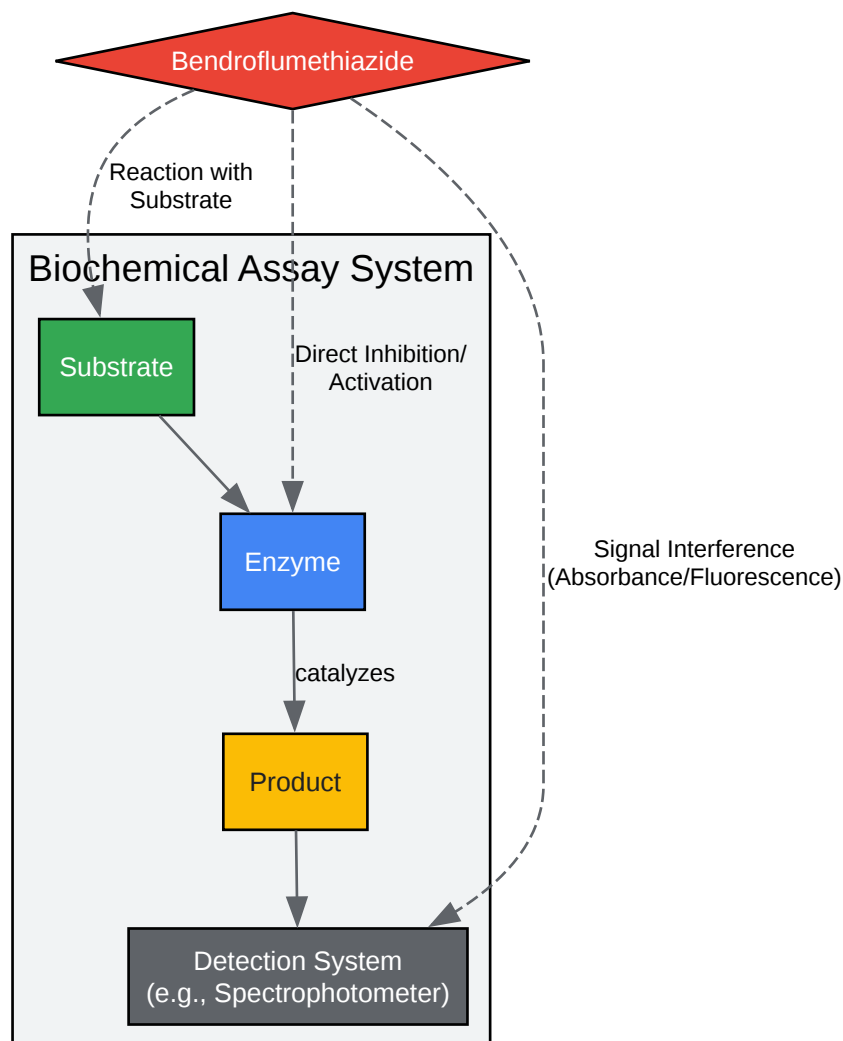 Bendroflumethiazide
Reaction with
Substrate
Biochemical Assay System
Direct Inhibition/
Activation
Substrate
Enzyme
Signal Interference
(Absorbance/Fluorescence)
catalyzes
Product
Detection System
(e.g., Spectrophotometer)